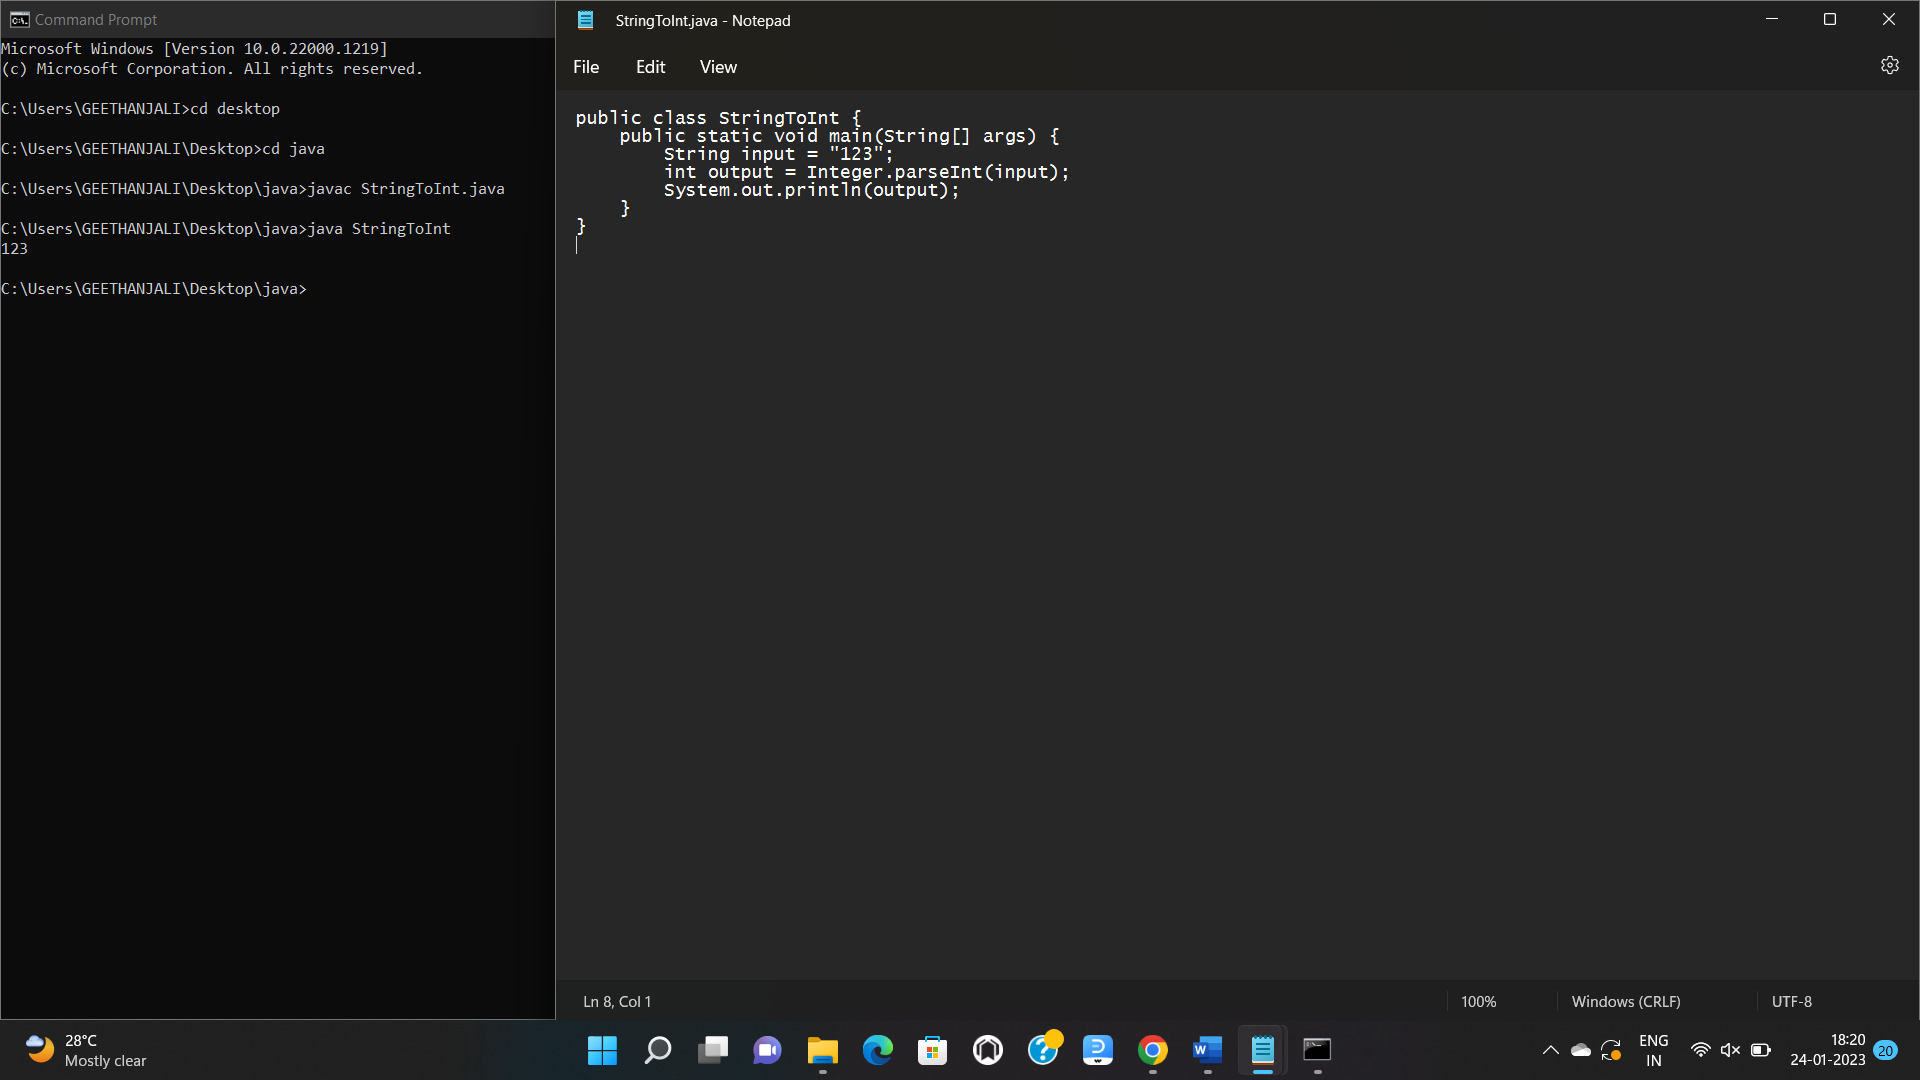 Command Prompt
Microsoft Windows [Version 10.0.22000.1219]
(c) Microsoft Corporation. All rights reserved.
C:\Users\GEETHANJALI>cd desktop
C:\Users\GEETHANJALI\Desktop>cd java
C:\Users\GEETHANJALI\Desktop\java>javac StringToInt.java
C:\Users\GEETHANJALI\Desktop\java>java StringToInt
123
C:\Users\GEETHANJALI\Desktop\java>
StringToInt.java - Notepad
File Edit View
public class StringToInt {
    public static void main(String[] args) {
        String input = "123";
        int output = Integer.parseInt(input);
        System.out.println(output);
    }
}
Ln 8, Col 1
100%
Windows (CRLF)
UTF-8
28°C
Mostly clear
ENG
IN
18:20
24-01-2023
20